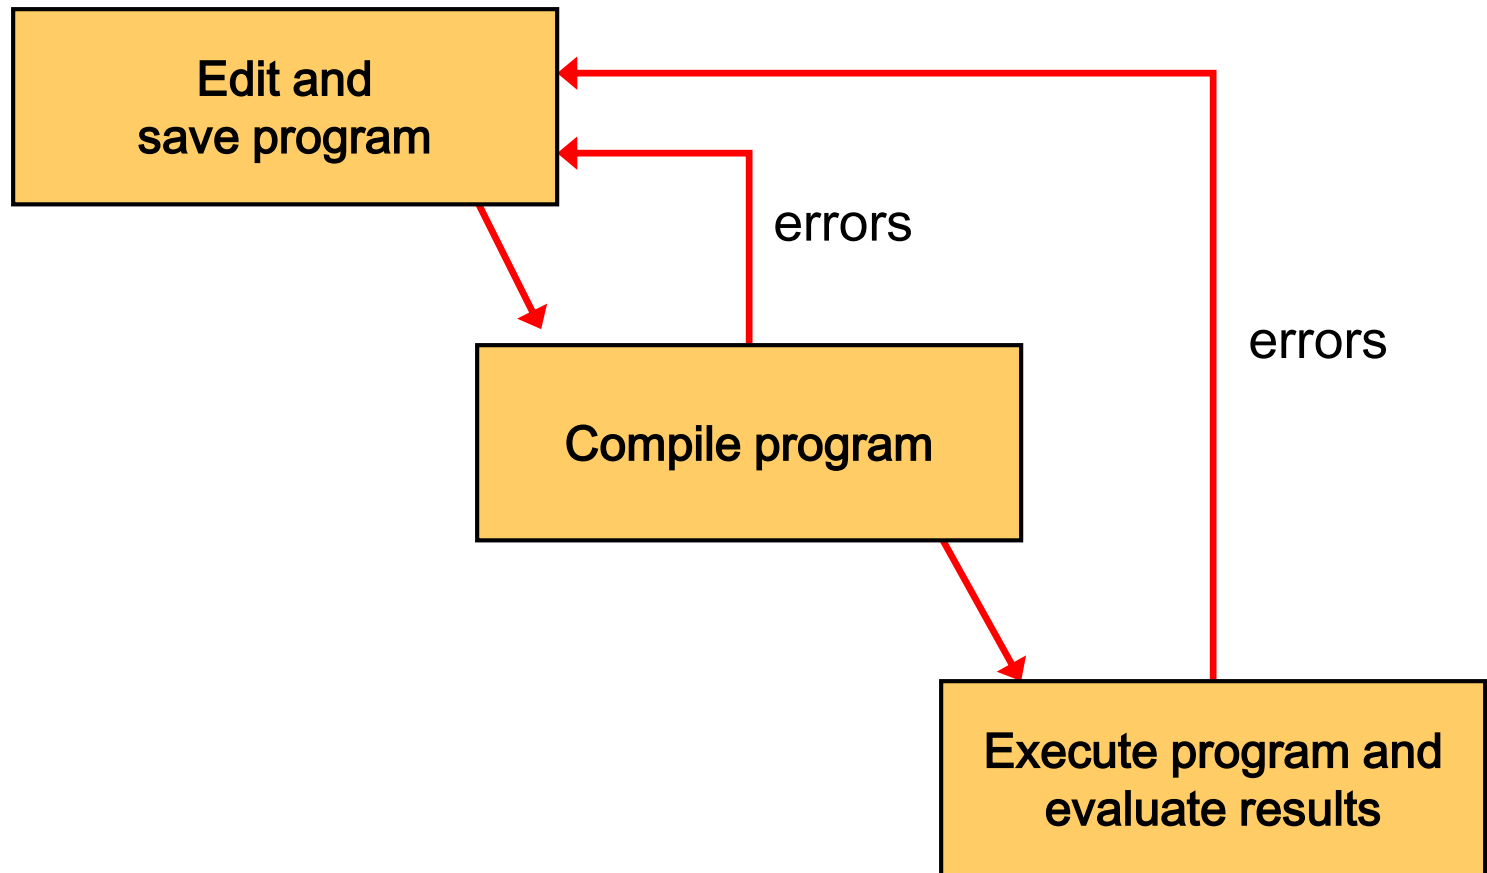 Edit and
save program
errors
errors
Compile program
Execute program and
evaluate results